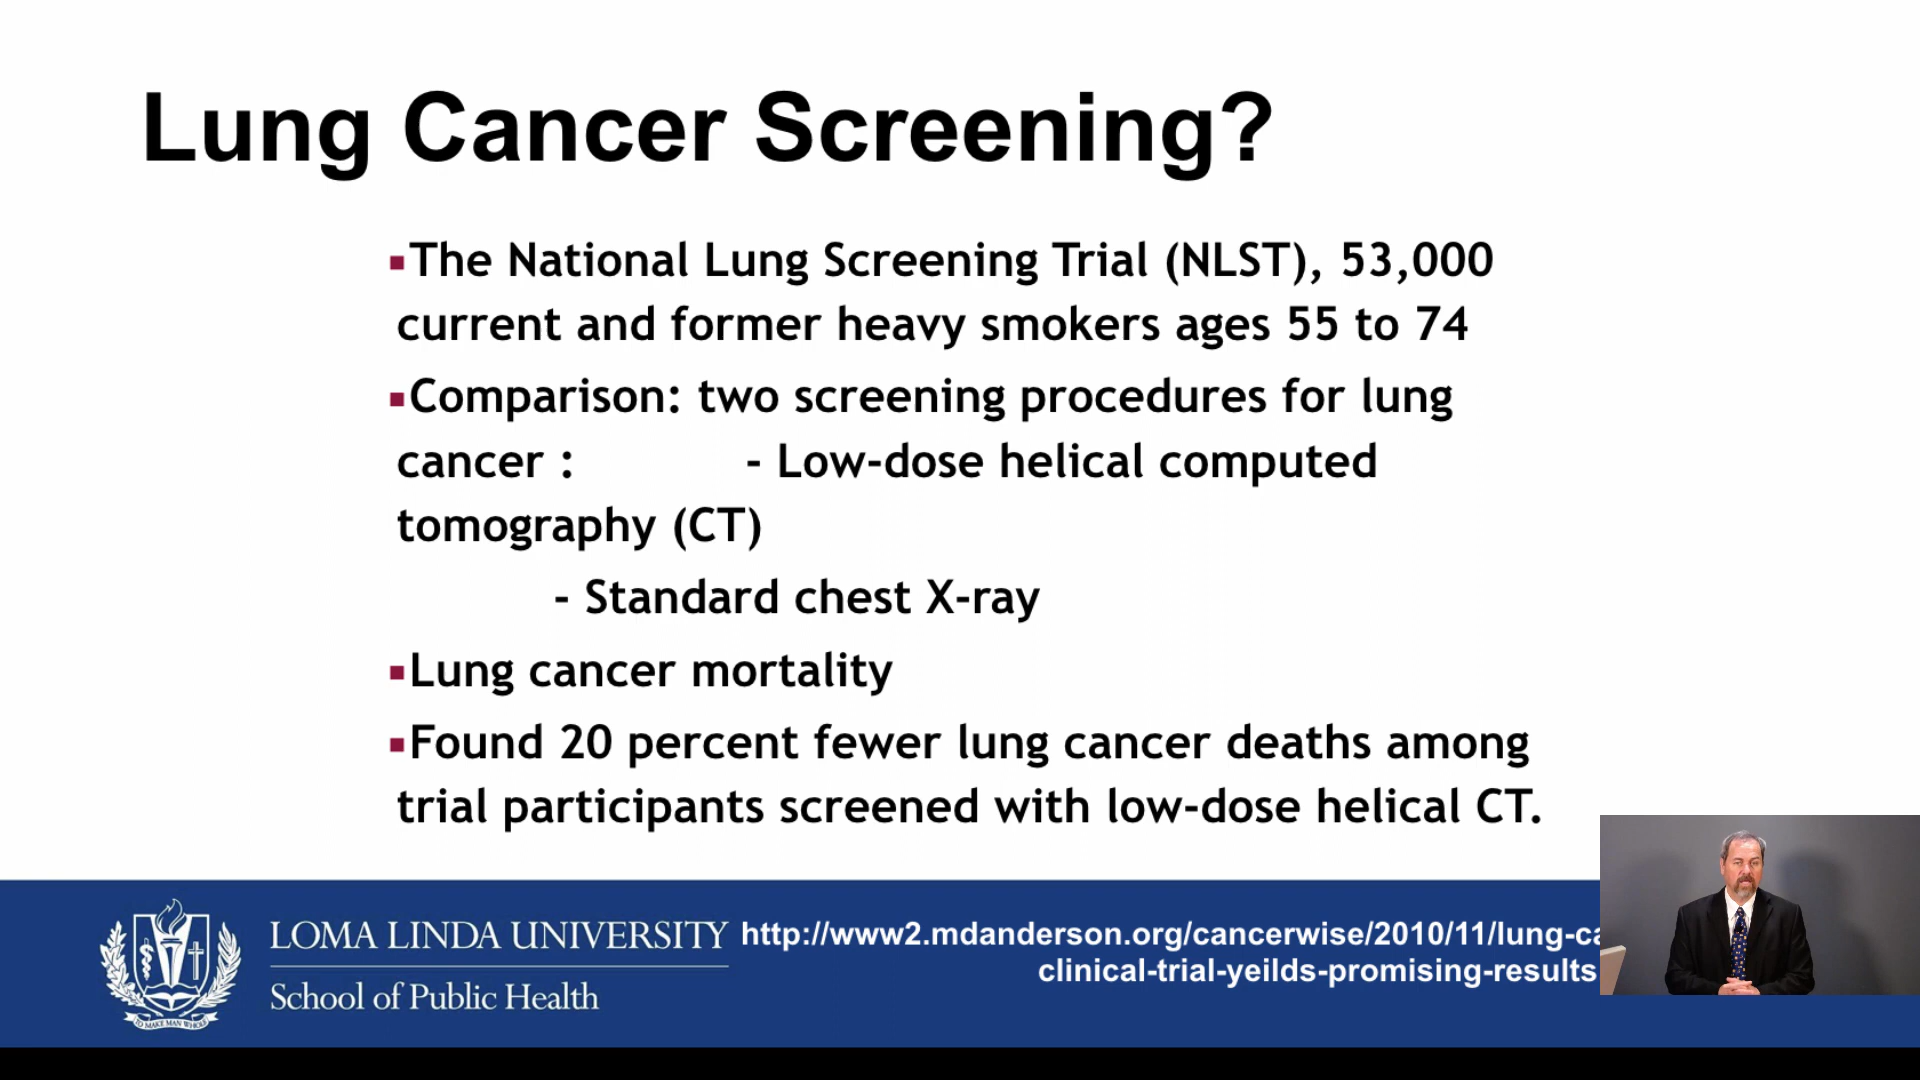 Lung Cancer Screening?
▪The National Lung Screening Trial (NLST), 53,000
current and former heavy smokers ages 55 to 74
▪Comparison: two screening procedures for lung
cancer : - Low-dose helical computed
tomography (CT)
- Standard chest X-ray
▪Lung cancer mortality
▪Found 20 percent fewer lung cancer deaths among
trial participants screened with low-dose helical CT.
LOMA LINDA UNIVERSITY
School of Public Health
TO MAKE MAN WHOLE
http://www2.mdanderson.org/cancerwise/2010/11/lung-ca
clinical-trial-yeilds-promising-results